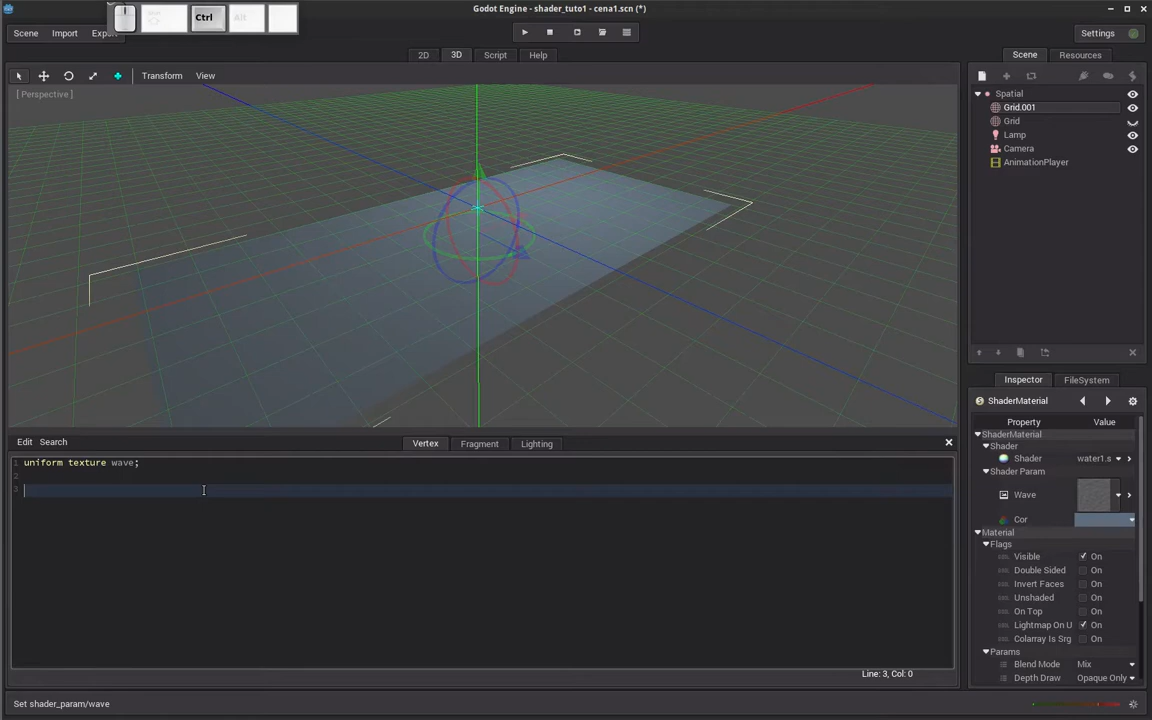 Godot Engine - shader_tuto1 - cena1.scn (*)
Ctrl
Alt
Scene Import Export
Settings
2D 3D Script Help
Scene Resources
Transform View
[ Perspective ]
Spatial
Grid.001
Grid
Lamp
Camera
AnimationPlayer
Inspector FileSystem
ShaderMaterial
Property Value
ShaderMaterial
Shader
Shader water1.s
Shader Param
Wave
Cor
Material
Flags
Visible On
Double Sided On
Invert Faces On
Unshaded On
On Top On
Lightmap On U On
Colarray Is Srg On
Params
Blend Mode Mix
Depth Draw Opaque Only
Edit Search
Vertex Fragment Lighting
1 uniform texture wave;
2
3
Line: 3, Col: 0
Set shader_param/wave